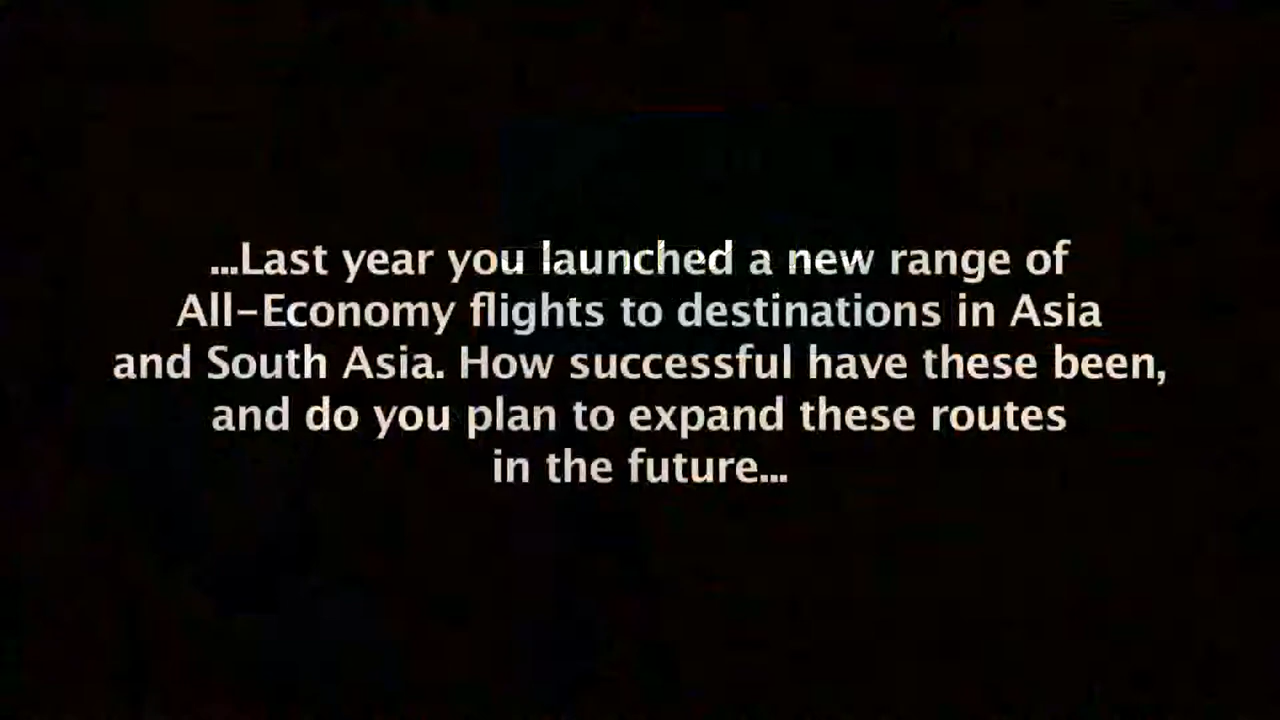 ...Last year you launched a new range of
All-Economy flights to destinations in Asia
and South Asia. How successful have these been,
and do you plan to expand these routes
in the future...